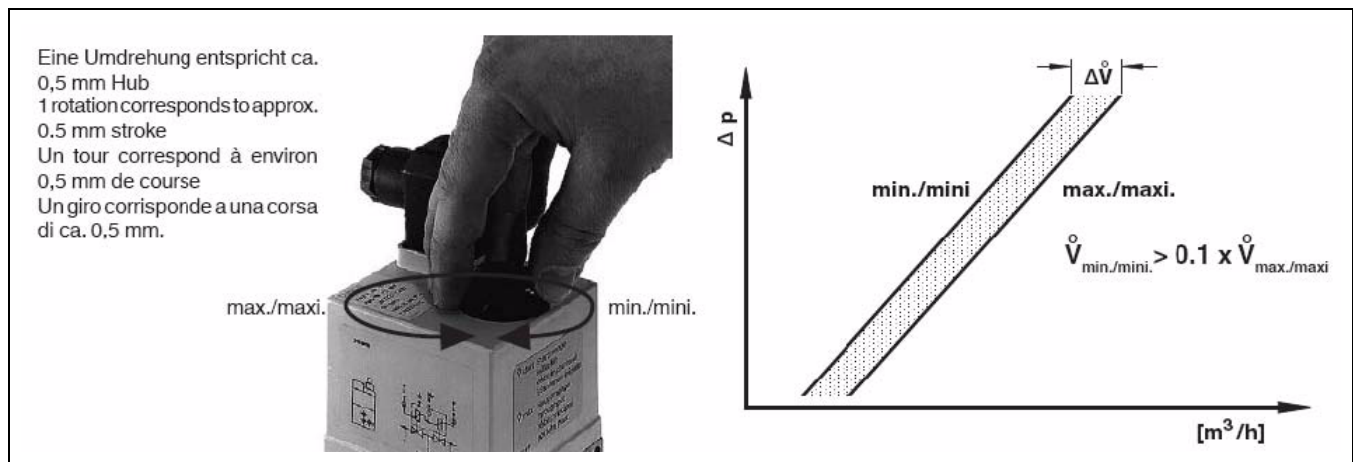 Eine Umdrehung entspricht ca.
0,5 mm Hub
1 rotation corresponds to approx.
0.5 mm stroke
Un tour correspond à environ
0,5 mm de course
Un giro corrisponde a una corsa
di ca. 0,5 mm.
max./maxi.
min./mini.
ΔV̊
Δ p
min./mini
max./maxi.
V̊min./mini.> 0.1 x V̊max./maxi
[m³/h]